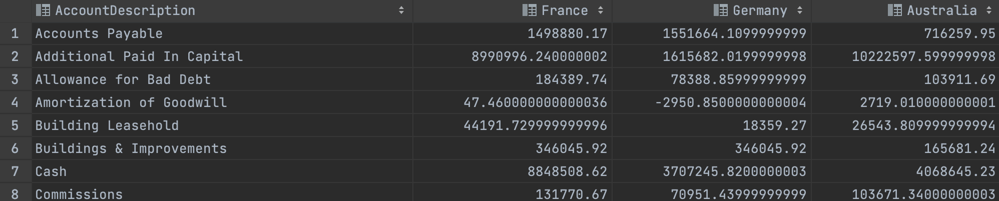 AccountDescription France Germany Australia
1 Accounts Payable 1498880.17 1551664.1099999999 716259.95
2 Additional Paid In Capital 8990996.240000002 1615682.0199999998 10222597.599999998
3 Allowance for Bad Debt 184389.74 78388.85999999999 103911.69
4 Amortization of Goodwill 47.460000000000036 -2950.8500000000004 2719.010000000001
5 Building Leasehold 44191.729999999996 18359.27 26543.809999999994
6 Buildings & Improvements 346045.92 346045.92 165681.24
7 Cash 8848508.62 3707245.8200000003 4068645.23
8 Commissions 131770.67 70951.43999999999 103671.34000000003